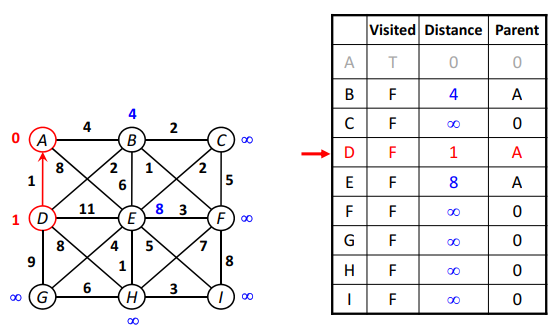 4
0 A 4 B 2 C ∞
1 8 2 6 1 2 5
1 D 11 E 8 3 F ∞
9 8 4 1 5 7 8
∞ G 6 H 3 I ∞
∞
Visited Distance Parent
A T 0 0
B F 4 A
C F ∞ 0
D F 1 A
E F 8 A
F F ∞ 0
G F ∞ 0
H F ∞ 0
I F ∞ 0